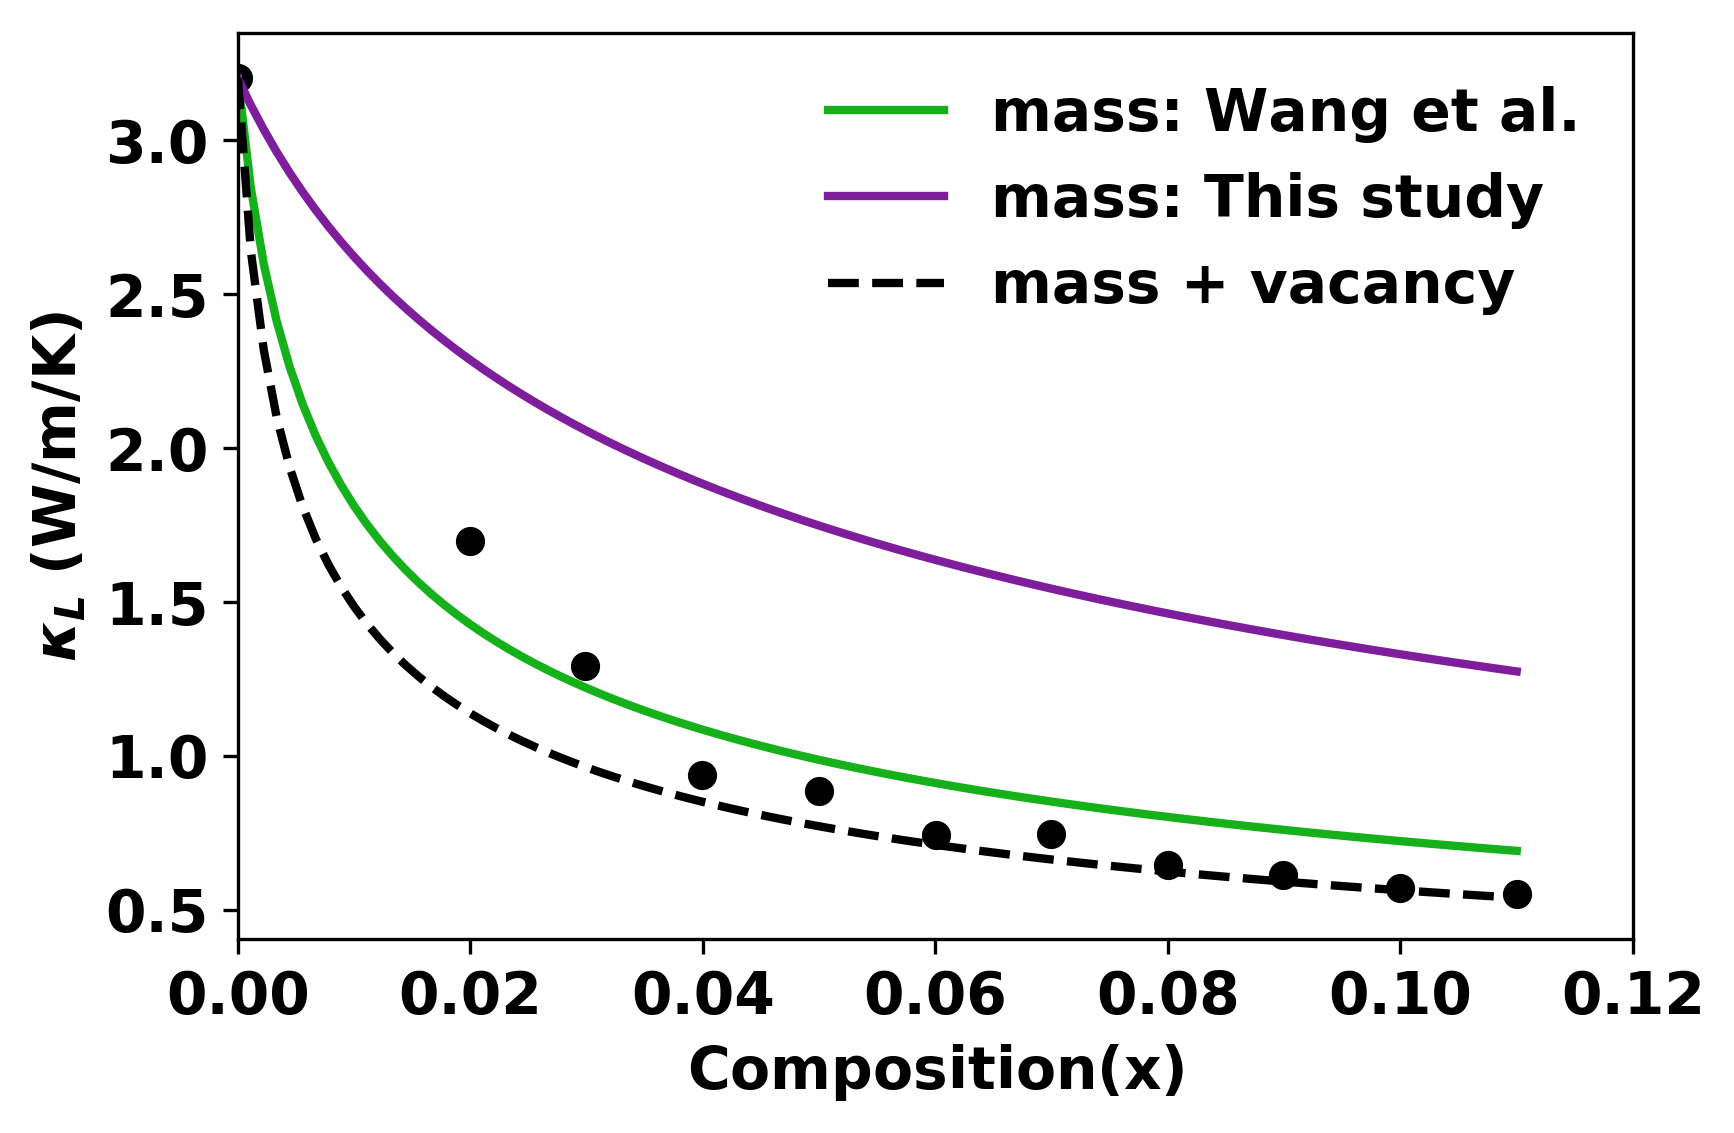 mass: Wang et al.
mass: This study
mass + vacancy
κL (W/m/K)
3.0
2.5
2.0
1.5
1.0
0.5
0.00 0.02 0.04 0.06 0.08 0.10 0.12
Composition(x)